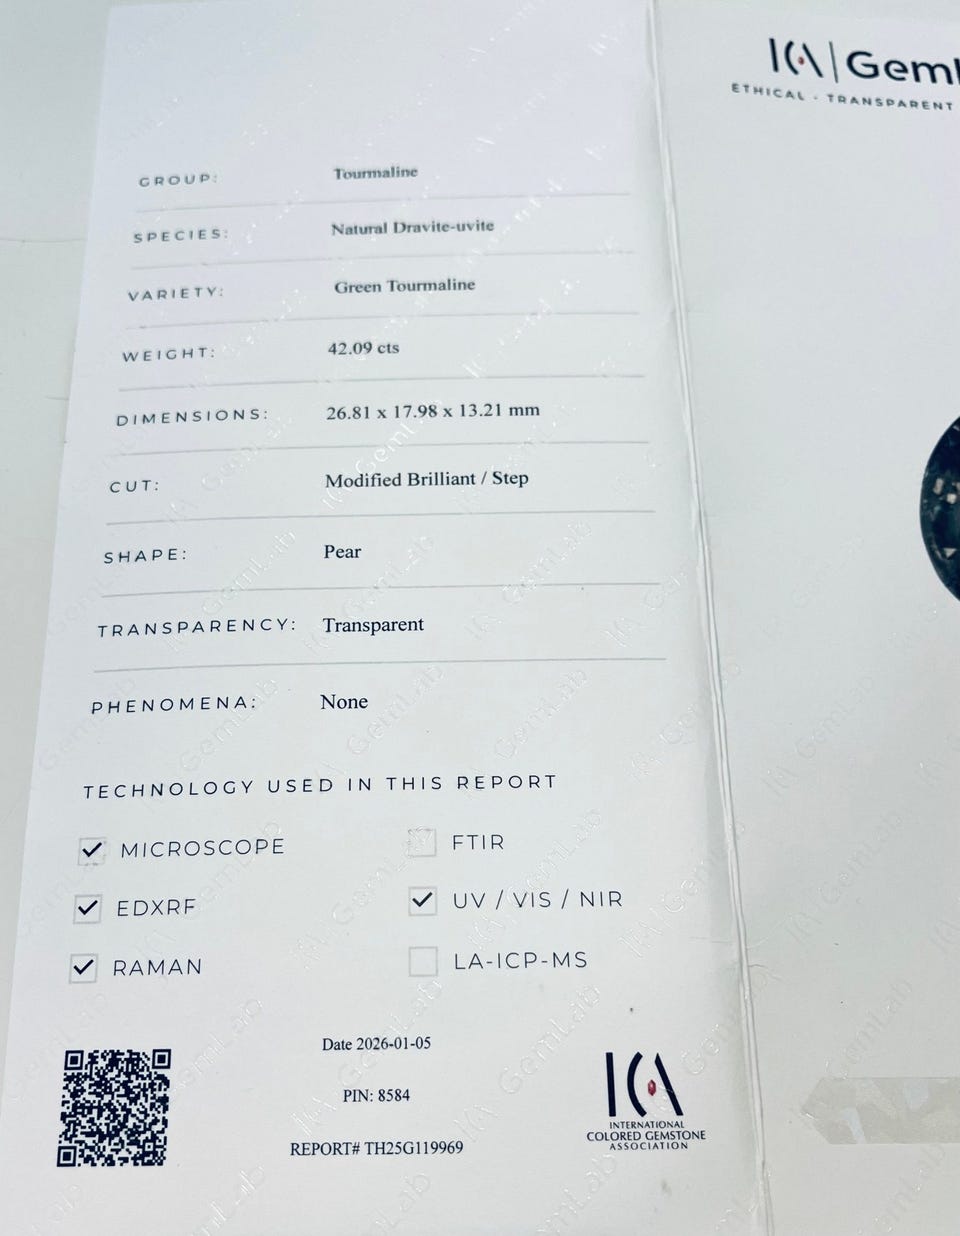 ICA | Gem
ETHICAL - TRANSPARENT
GROUP: Tourmaline
SPECIES: Natural Dravite-uvite
VARIETY: Green Tourmaline
WEIGHT: 42.09 cts
DIMENSIONS: 26.81 x 17.98 x 13.21 mm
CUT: Modified Brilliant / Step
SHAPE: Pear
TRANSPARENCY: Transparent
PHENOMENA: None
TECHNOLOGY USED IN THIS REPORT
MICROSCOPE FTIR
EDXRF UV / VIS / NIR
RAMAN LA-ICP-MS
Date 2026-01-05
PIN: 8584
REPORT# TH25G119969
ICA
INTERNATIONAL
COLORED GEMSTONE
ASSOCIATION